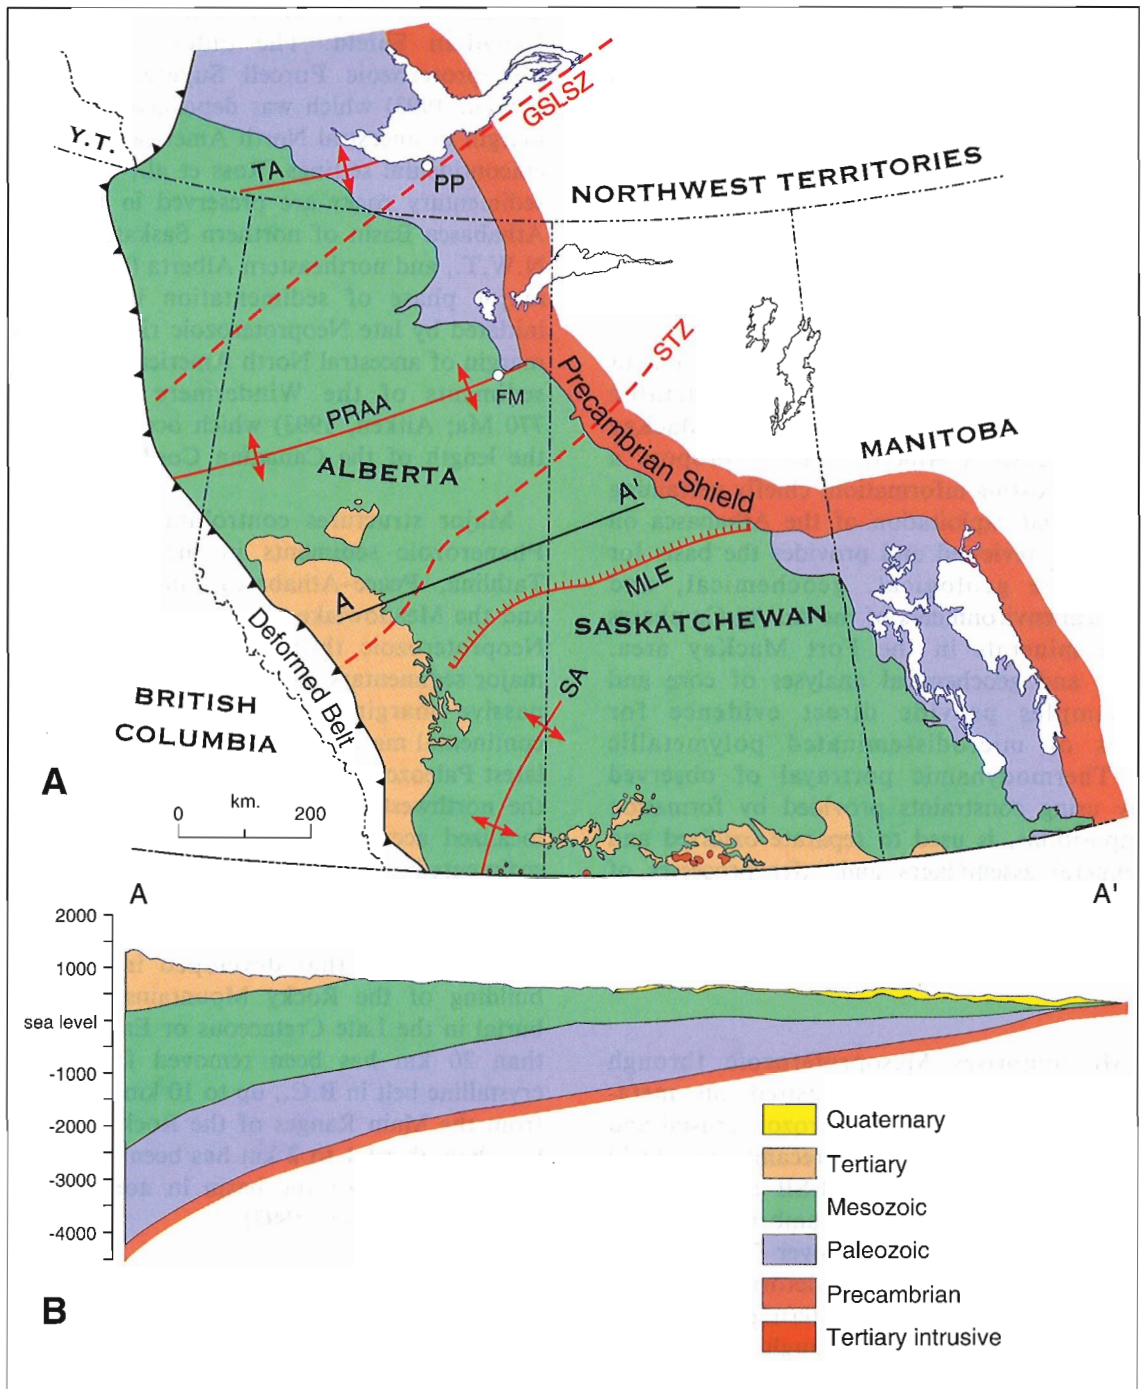 GSLSZ
Y.T.
TA
PP
NORTHWEST TERRITORIES
STZ
FM
Precambrian Shield
PRAA
MANITOBA
ALBERTA
A'
MLE
A
SASKATCHEWAN
Deformed Belt
SA
BRITISH
COLUMBIA
A
km.
0 200
A A'
2000
1000
sea level
-1000
-2000
-3000
-4000
Quaternary
Tertiary
Mesozoic
Paleozoic
Precambrian
Tertiary intrusive
B